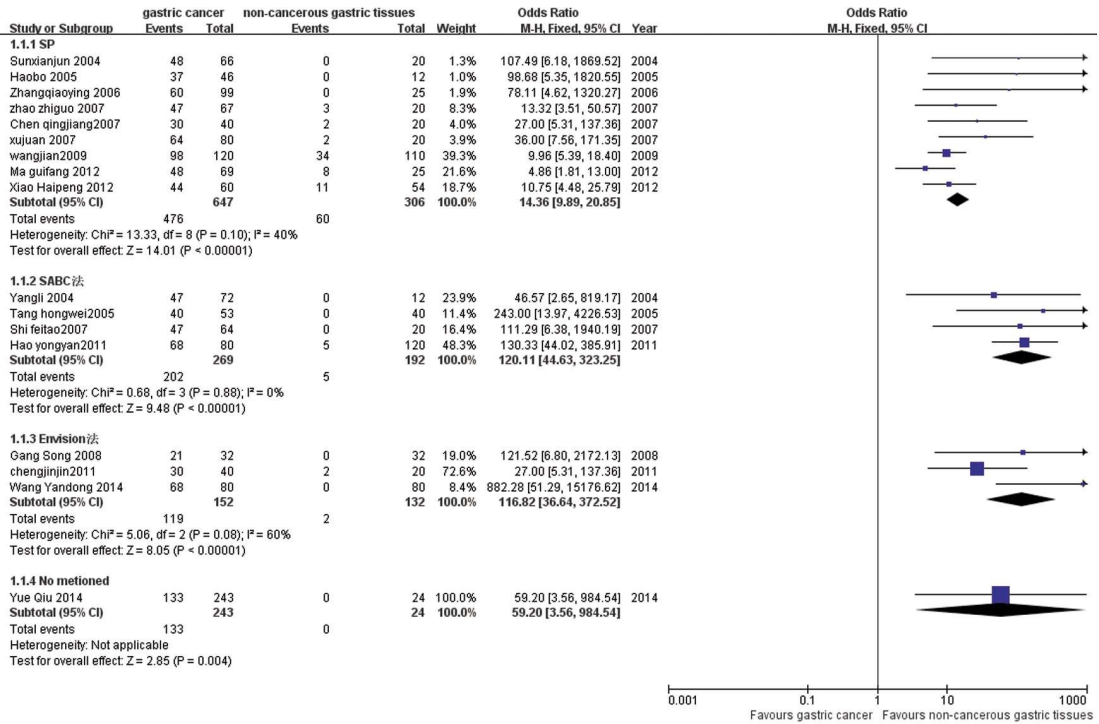 gastric cancer non-cancerous gastric tissues Odds Ratio Odds Ratio
Study or Subgroup Events Total Events Total Weight M-H, Fixed, 95% CI Year M-H, Fixed, 95% CI
1.1.1 SP
Sunxianjun 2004 48 66 0 20 1.3% 107.49 [6.18, 1869.52] 2004
Haobo 2005 37 46 0 12 1.3% 98.68 [5.35, 1820.55] 2005
Zhangqiaoying 2006 60 99 0 25 1.6% 78.11 [4.62, 1320.27] 2006
zhao zhiguo 2007 47 67 3 20 8.3% 13.32 [3.51, 50.57] 2007
Chen qingjiang2007 30 40 2 20 4.0% 27.00 [5.31, 137.36] 2007
xujuan 2007 64 80 2 20 3.9% 36.00 [7.56, 171.35] 2007
wangjian2009 98 120 34 110 39.3% 9.96 [5.39, 18.40] 2009
Ma guifang 2012 48 69 8 25 21.6% 4.86 [1.81, 13.00] 2012
Xiao Haipeng 2012 44 60 11 54 18.7% 10.75 [4.48, 25.79] 2012
Subtotal (95% CI) 647 306 100.0% 14.36 [9.89, 20.85]
Total events 476 60
Heterogeneity: Chi² = 13.33, df = 8 (P = 0.10); I² = 40%
Test for overall effect: Z = 14.01 (P < 0.00001)
1.1.2 SABC法
Yangli 2004 47 72 0 12 23.9% 46.57 [2.65, 819.17] 2004
Tang hongwei2005 40 53 0 40 11.4% 243.00 [13.97, 4226.53] 2005
Shi feitao2007 47 64 0 20 16.4% 111.29 [6.38, 1940.19] 2007
Hao yongyan2011 68 80 5 120 48.3% 130.33 [44.02, 385.91] 2011
Subtotal (95% CI) 269 192 100.0% 120.11 [44.63, 323.25]
Total events 202 5
Heterogeneity: Chi² = 0.68, df = 3 (P = 0.88); I² = 0%
Test for overall effect: Z = 9.48 (P < 0.00001)
1.1.3 Envision法
Gang Song 2008 21 32 0 32 19.0% 121.52 [6.80, 2172.13] 2008
chengjinjin2011 30 40 2 20 72.6% 27.00 [5.31, 137.36] 2011
Wang Yandong 2014 68 80 0 80 8.4% 882.28 [51.29, 15176.62] 2014
Subtotal (95% CI) 152 132 100.0% 116.82 [36.64, 372.52]
Total events 119 2
Heterogeneity: Chi² = 5.06, df = 2 (P = 0.08); I² = 60%
Test for overall effect: Z = 8.05 (P < 0.00001)
1.1.4 No metioned
Yue Qiu 2014 133 243 0 24 100.0% 59.20 [3.56, 984.54] 2014
Subtotal (95% CI) 243 24 100.0% 59.20 [3.56, 984.54]
Total events 133 0
Heterogeneity: Not applicable
Test for overall effect: Z = 2.85 (P = 0.004)
0.001 0.1 1 10 1000
Favours gastric cancer Favours non-cancerous gastric tissues